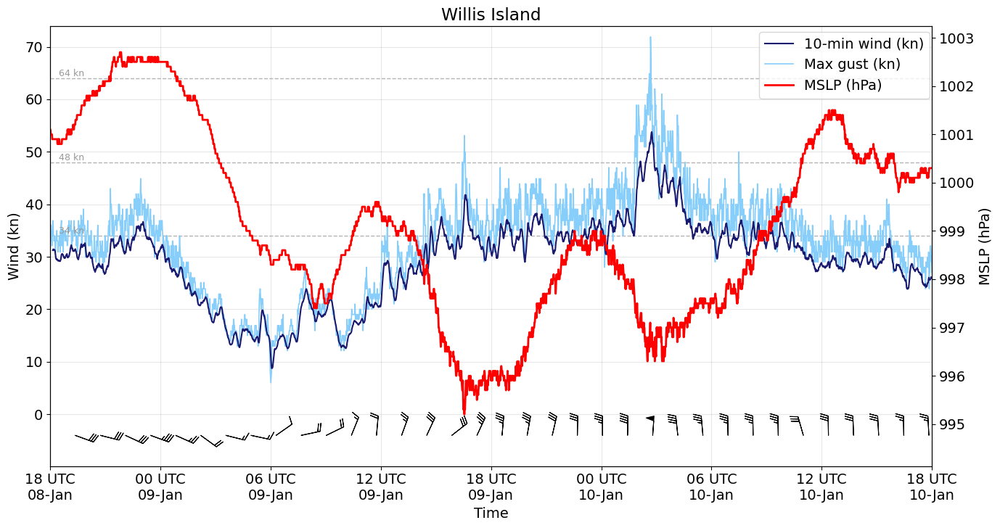 Willis Island
10-min wind (kn)
Max gust (kn)
MSLP (hPa)
64 kn
48 kn
34 kn
Wind (kn)
70
60
50
40
30
20
10
0
MSLP (hPa)
1003
1002
1001
1000
999
998
997
996
995
18 UTC 00 UTC 06 UTC 12 UTC 18 UTC 00 UTC 06 UTC 12 UTC 18 UTC
08-Jan 09-Jan 09-Jan 09-Jan 09-Jan 10-Jan 10-Jan 10-Jan 10-Jan
Time